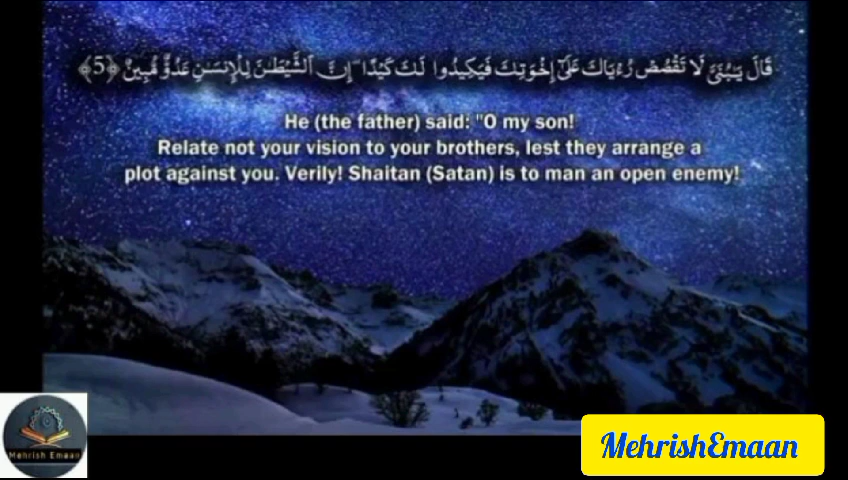 قَالَ يَـٰبُنَىَّ لَا تَقْصُصْ رُءْيَاكَ عَلَىٰٓ إِخْوَتِكَ فَيَكِيدُوا۟ لَكَ كَيْدًا ۖ إِنَّ ٱلشَّيْطَـٰنَ لِلْإِنسَـٰنِ عَدُوٌّ مُّبِينٌ ﴿5﴾
He (the father) said: "O my son!
Relate not your vision to your brothers, lest they arrange a
plot against you. Verily! Shaitan (Satan) is to man an open enemy!
Mehrish Emaan
MehrishEmaan